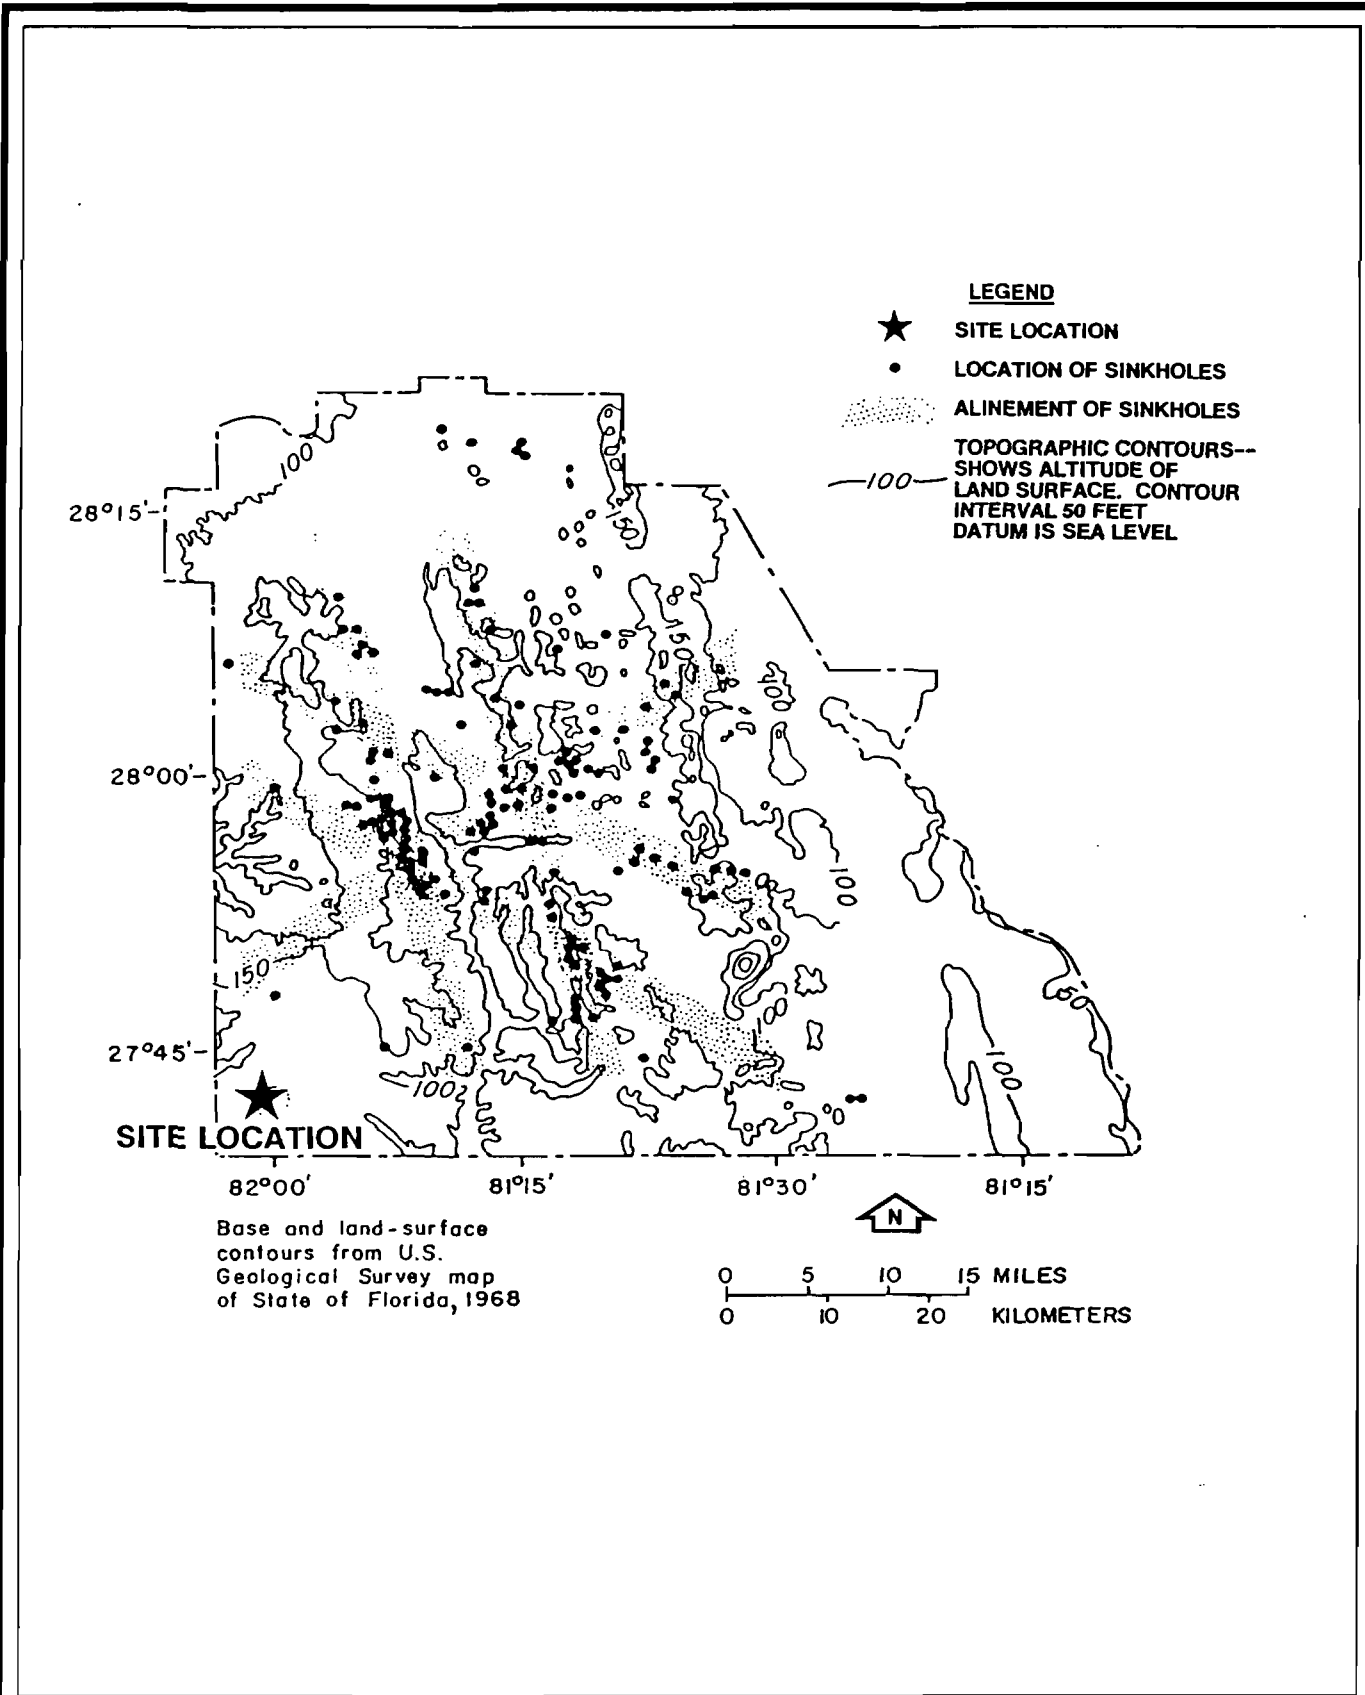 LEGEND
SITE LOCATION
LOCATION OF SINKHOLES
ALINEMENT OF SINKHOLES
TOPOGRAPHIC CONTOURS--
SHOWS ALTITUDE OF
—100— LAND SURFACE. CONTOUR
INTERVAL 50 FEET
DATUM IS SEA LEVEL
100
150
28°15'
150
100
28°00'
100
150
50
100
27°45'
100
100
SITE LOCATION
82°00' 81°15' 81°30' 81°15'
N
Base and land-surface
contours from U.S.
Geological Survey map
of State of Florida, 1968
0 5 10 15 MILES
0 10 20 KILOMETERS